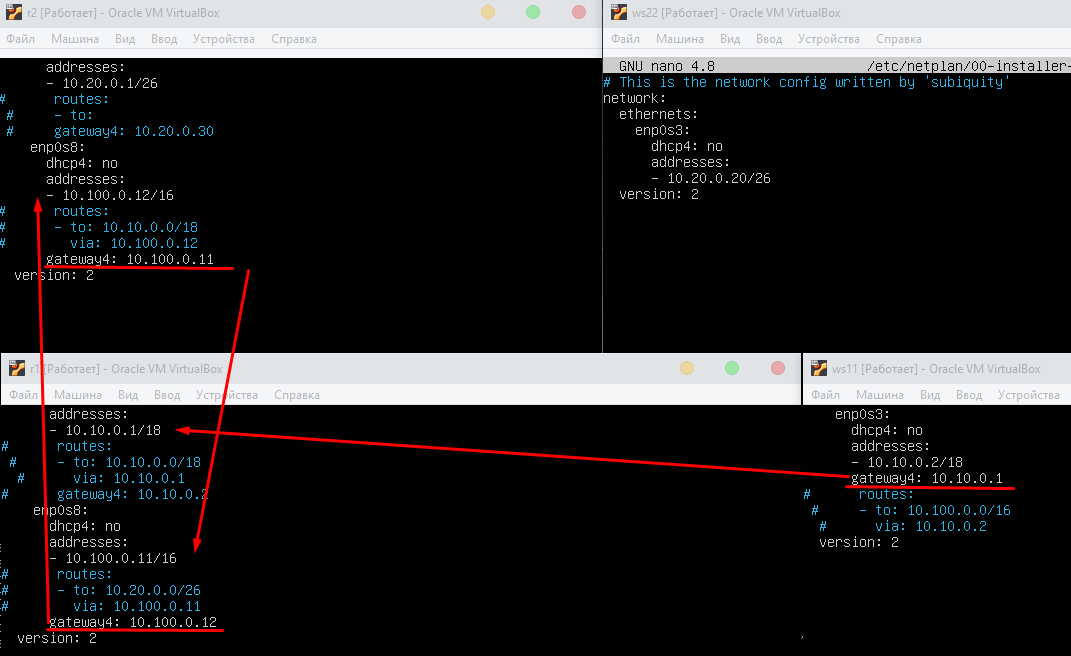 r2 [Работает] - Oracle VM VirtualBox
Файл Машина Вид Ввод Устройства Справка
addresses:
- 10.20.0.1/26
# routes:
# - to:
# gateway4: 10.20.0.30
enp0s8:
dhcp4: no
addresses:
- 10.100.0.12/16
# routes:
# - to: 10.10.0.0/18
# via: 10.100.0.12
gateway4: 10.100.0.11
version: 2
ws22 [Работает] - Oracle VM VirtualBox
Файл Машина Вид Ввод Устройства Справка
GNU nano 4.8 /etc/netplan/00-installer-
# This is the network config written by 'subiquity'
network:
ethernets:
enp0s3:
dhcp4: no
addresses:
- 10.20.0.20/26
version: 2
r1 [Работает] - Oracle VM VirtualBox
Файл Машина Вид Ввод Устройства Справка
addresses:
- 10.10.0.1/18
# routes:
# - to: 10.10.0.0/18
# via: 10.10.0.1
# gateway4: 10.10.0.2
enp0s8:
dhcp4: no
addresses:
- 10.100.0.11/16
# routes:
# - to: 10.20.0.0/26
# via: 10.100.0.11
gateway4: 10.100.0.12
version: 2
ws11 [Работает] - Oracle VM VirtualBox
Файл Машина Вид Ввод Устройства
enp0s3:
dhcp4: no
addresses:
- 10.10.0.2/18
gateway4: 10.10.0.1
# routes:
# - to: 10.100.0.0/16
# via: 10.10.0.2
version: 2